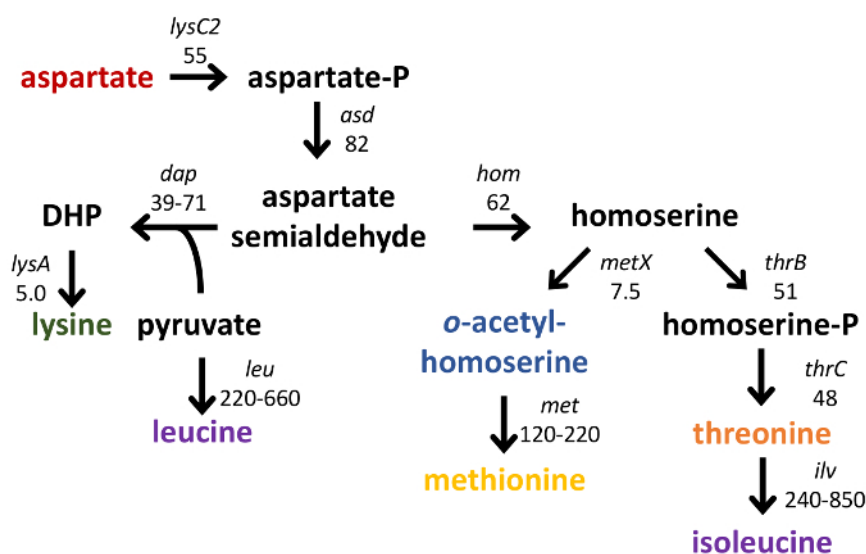 lysC2
55
aspartate
aspartate-P
asd
82
dap
39-71
aspartate
semialdehyde
hom
62
DHP
homoserine
lysA
5.0
metX
7.5
thrB
51
lysine
pyruvate
o-acetyl-
homoserine
homoserine-P
leu
220-660
thrC
48
leucine
met
120-220
threonine
methionine
ilv
240-850
isoleucine